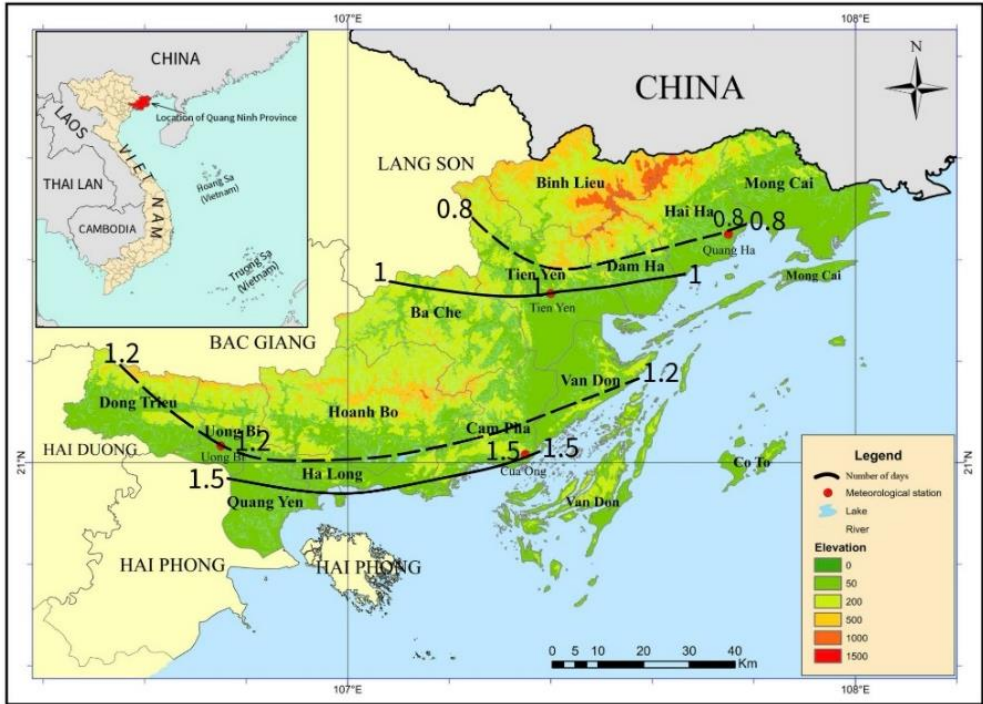 107°E
108°E
CHINA
LAOS
Location of Quang Ninh Province
VIET NAM
Hoang Sa
(Vietnam)
THAI LAN
CAMBODIA
Truong Sa
(Vietnam)
CHINA
N
LANG SON
Binh Lieu
Mong Cai
0.8
Hai Ha
0.8
0.8
Quang Ha
Tien Yen
Dam Ha
Mong Cai
1
1
1
Tien Yen
Ba Che
BAC GIANG
1.2
Van Don
1.2
Dong Trieu
Hoanh Bo
Uong Bi
Cam Pha
1.2
1.5
1.5
HAI DUONG
Uong Bi
21°N
Ha Long
Cua Ong
Co To
21°N
1.5
Quang Yen
Van Don
HAI PHONG
HAI PHONG
Legend
Number of days
Meteorological station
Lake
River
Elevation
0
50
200
500
1000
1500
0 5 10 20 30 40
Km
107°E
108°E